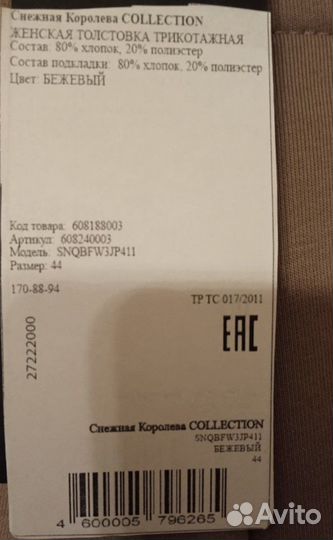 Снежная Королева COLLECTION
ЖЕНСКАЯ ТОЛСТОВКА ТРИКОТАЖНАЯ
Состав: 80% хлопок, 20% полиэстер
Состав подкладки: 80% хлопок, 20% полиэстер
Цвет: БЕЖЕВЫЙ
Код товара: 608188003
Артикул: 608240003
Модель: SNQBFW3JP411
Размер: 44
170-88-94
ТР ТС 017/2011
EAC
27222000
Снежная Королева COLLECTION
SNQBFW3JP411
БЕЖЕВЫЙ
44
4 600005 796265
Avito